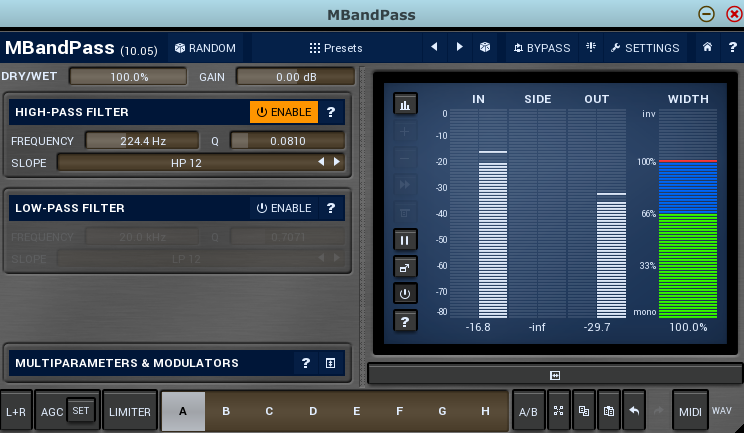 MBandPass
MBandPass (10.05) RANDOM Presets BYPASS SETTINGS ?
DRY/WET 100.0% GAIN 0.00 dB
HIGH-PASS FILTER ENABLE ?
FREQUENCY 224.4 Hz Q 0.0810
SLOPE HP 12
LOW-PASS FILTER ENABLE ?
FREQUENCY 20.0 kHz Q 0.7071
SLOPE LP 12
MULTIPARAMETERS & MODULATORS ?
IN SIDE OUT WIDTH
0 inv
-10
-20 100%
-30
-40 66%
-50
-60 33%
-70
-80 mono
?
-16.8 -inf -29.7 100.0%
L+R AGC SET LIMITER A B C D E F G H A/B MIDI WAV